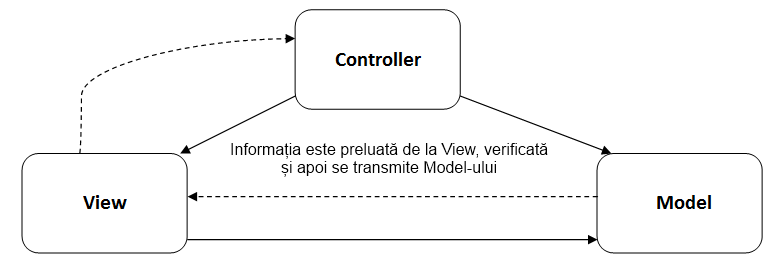 Controller
Informația este preluată de la View, verificată
și apoi se transmite Model-ului
View
Model